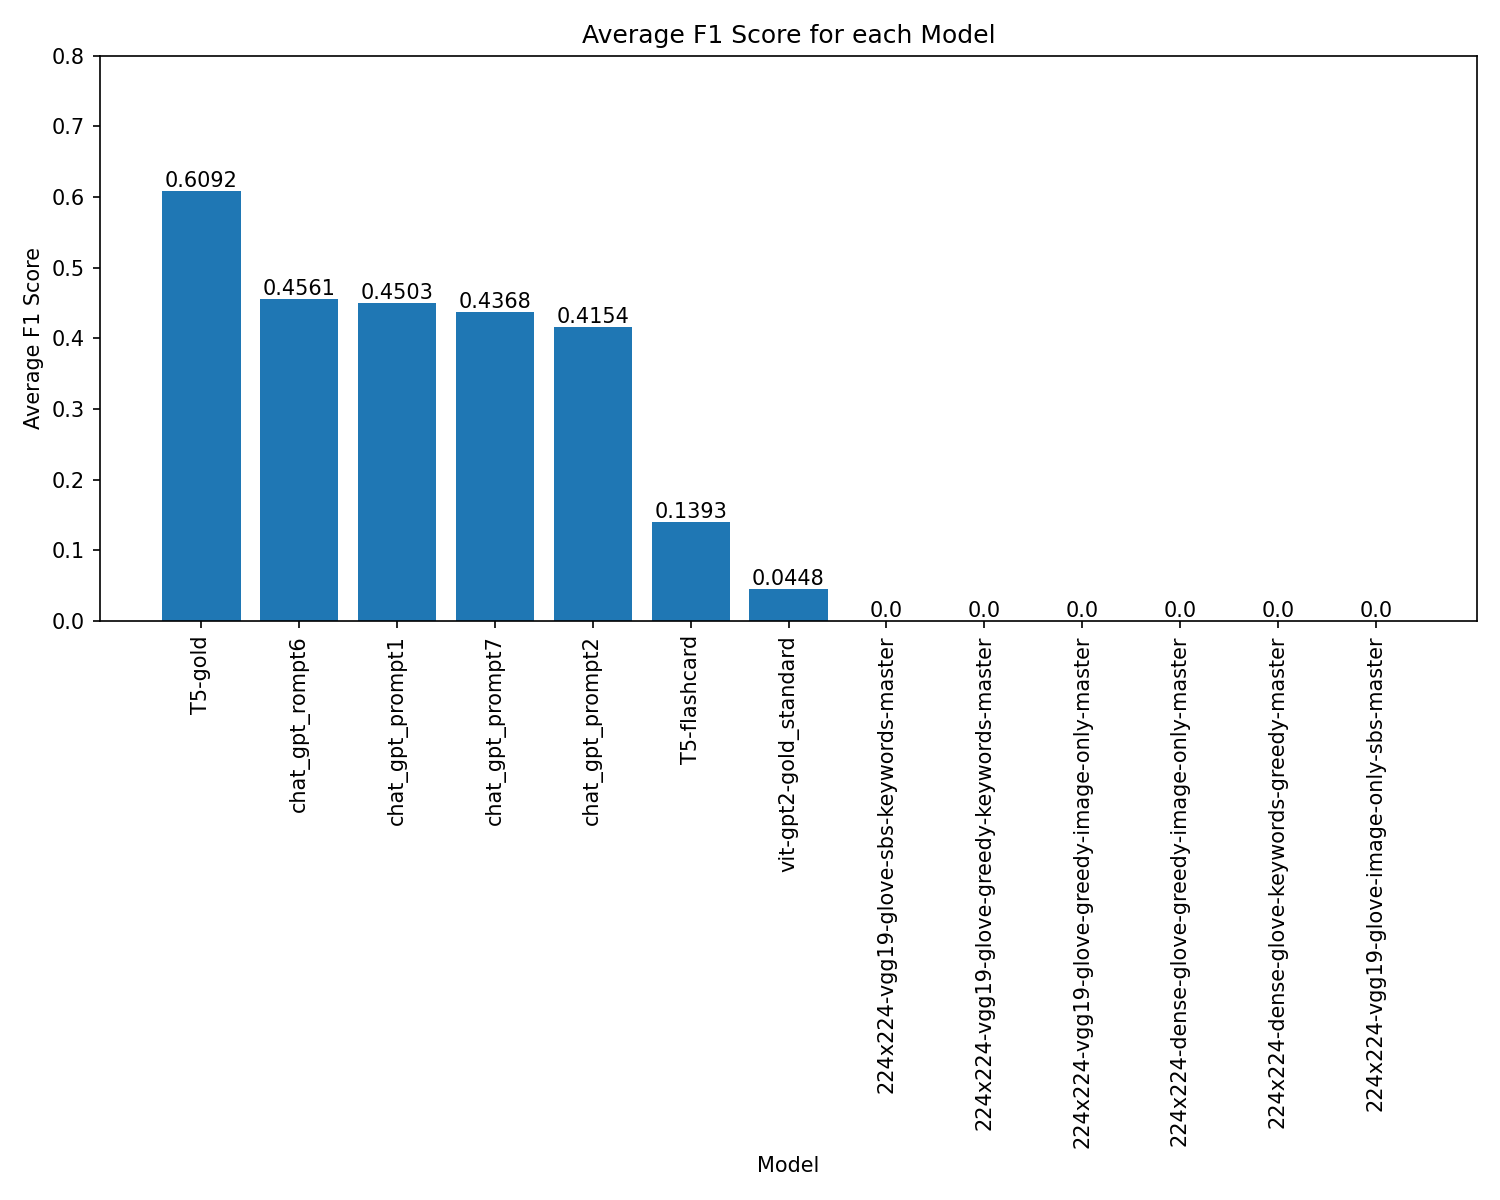 Average F1 Score for each Model
Average F1 Score
0.8
0.7
0.6
0.5
0.4
0.3
0.2
0.1
0.0
0.6092
0.4561
0.4503
0.4368
0.4154
0.1393
0.0448
0.0
0.0
0.0
0.0
0.0
0.0
T5-gold
chat_gpt_rompt6
chat_gpt_prompt1
chat_gpt_prompt7
chat_gpt_prompt2
T5-flashcard
vit-gpt2-gold_standard
224x224-vgg19-glove-sbs-keywords-master
224x224-vgg19-glove-greedy-keywords-master
224x224-vgg19-glove-greedy-image-only-master
224x224-dense-glove-greedy-image-only-master
224x224-dense-glove-keywords-greedy-master
224x224-vgg19-glove-image-only-sbs-master
Model